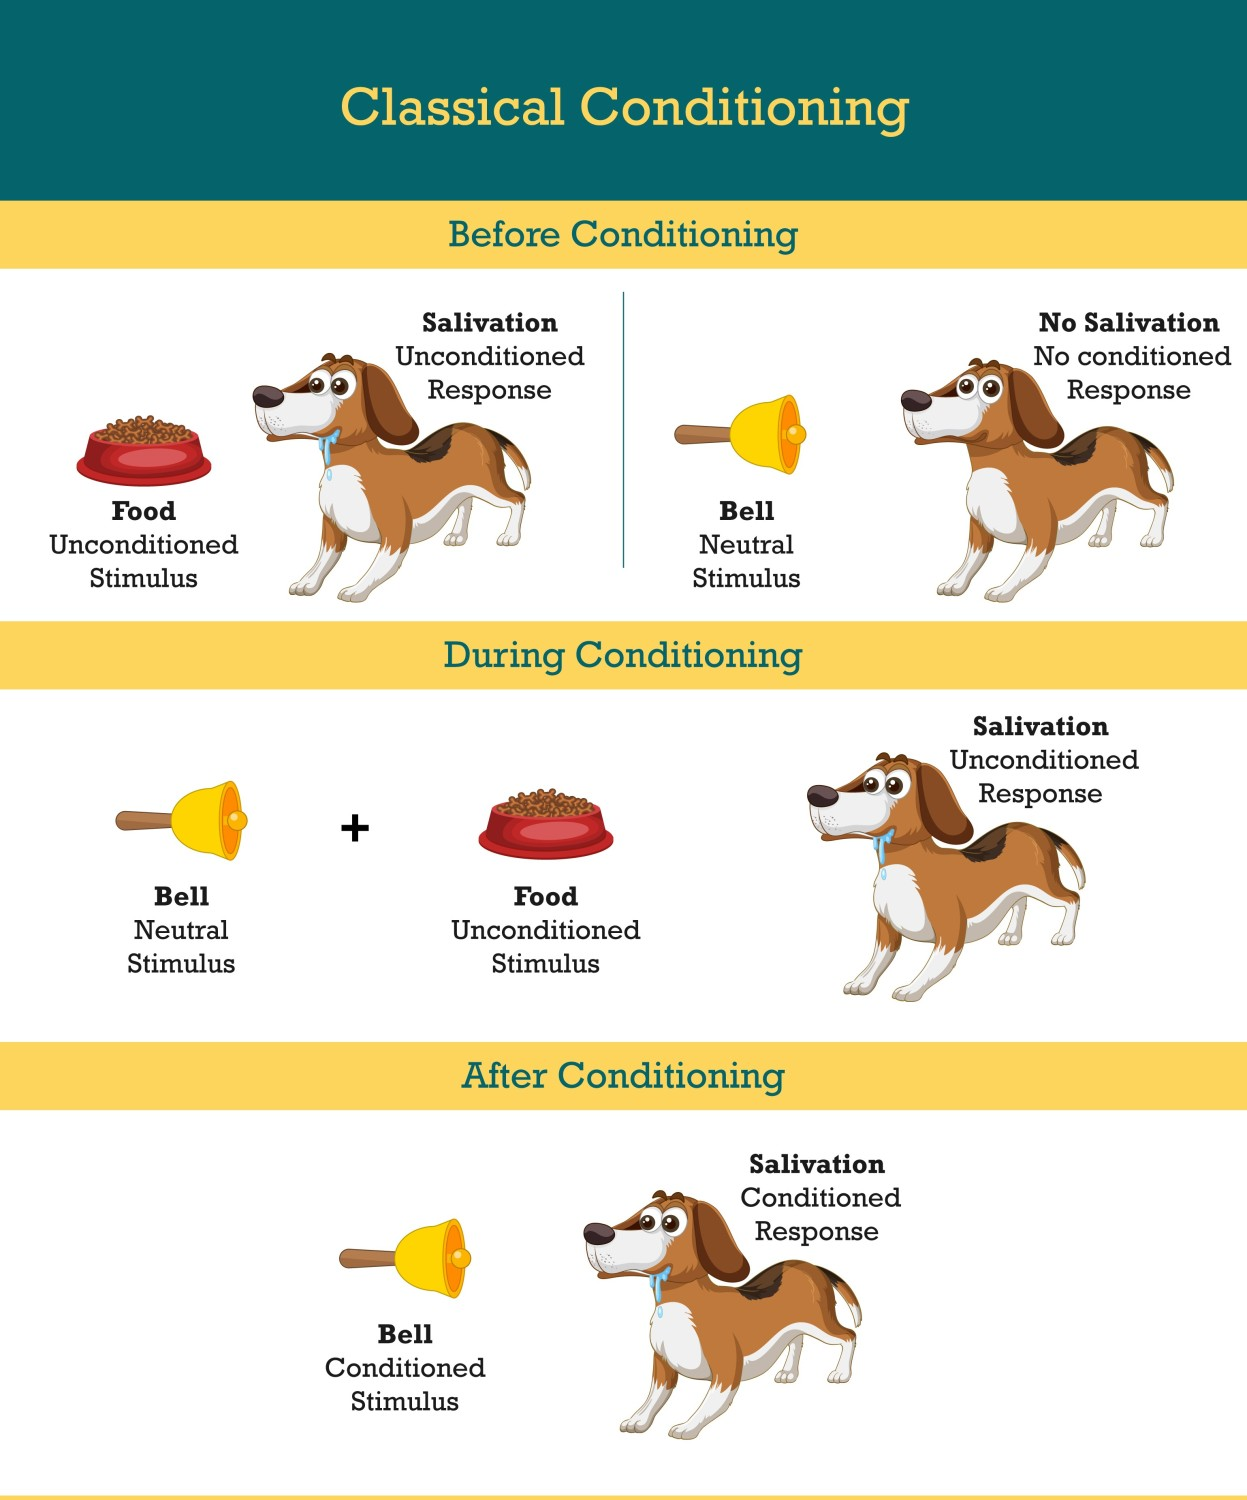 Classical Conditioning
Before Conditioning
Salivation
Unconditioned
Response
Food
Unconditioned
Stimulus
No Salivation
No conditioned
Response
Bell
Neutral
Stimulus
During Conditioning
Bell
Neutral
Stimulus
+
Food
Unconditioned
Stimulus
Salivation
Unconditioned
Response
After Conditioning
Bell
Conditioned
Stimulus
Salivation
Conditioned
Response